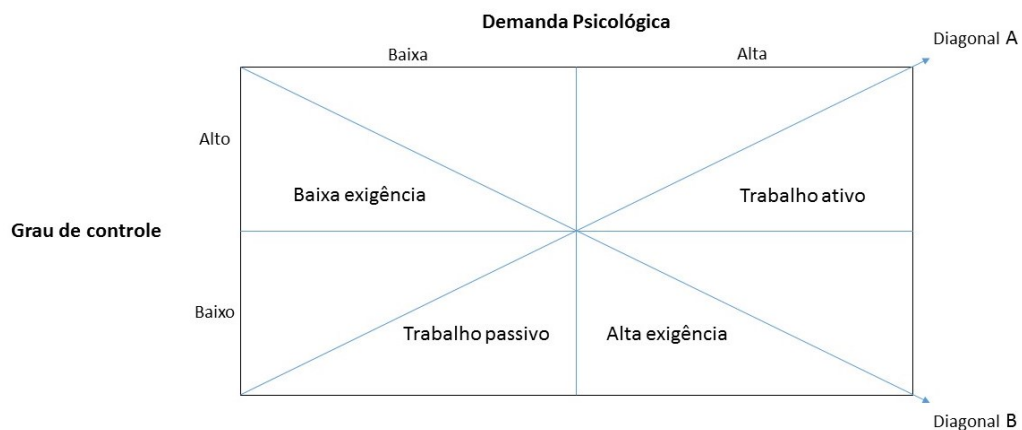 Demanda Psicológica
Diagonal A
Baixa
Alta
Alto
Baixa exigência
Trabalho ativo
Grau de controle
Baixo
Trabalho passivo
Alta exigência
Diagonal B